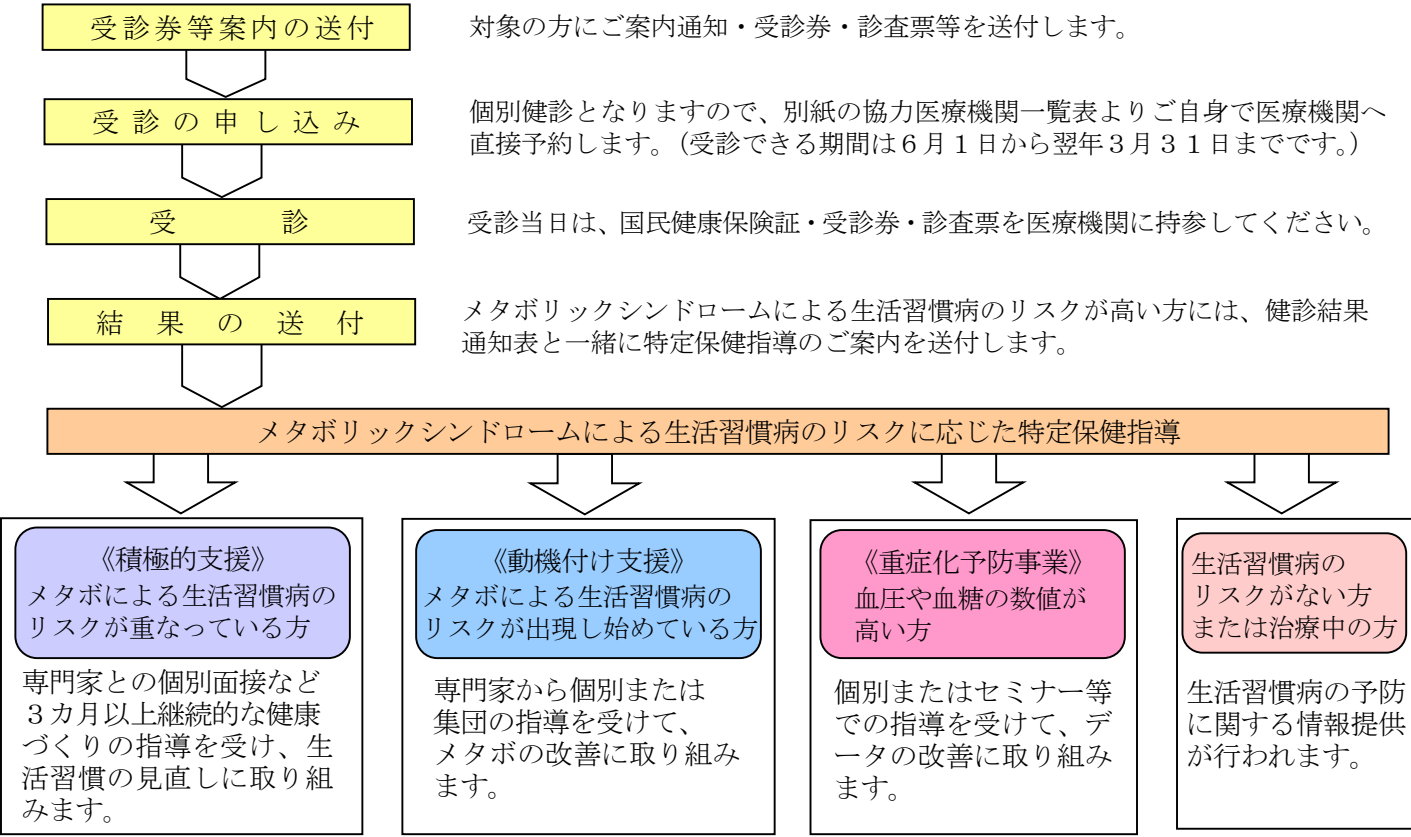 受診券等案内の送付
対象の方にご案内通知・受診券・診査票等を送付します。
受診の申し込み
個別健診となりますので、別紙の協力医療機関一覧表よりご自身で医療機関へ
直接予約します。（受診できる期間は６月１日から翌年３月３１日までです。）
受　　診
受診当日は、国民健康保険証・受診券・診査票を医療機関に持参してください。
結果の送付
メタボリックシンドロームによる生活習慣病のリスクが高い方には、健診結果
通知表と一緒に特定保健指導のご案内を送付します。
メタボリックシンドロームによる生活習慣病のリスクに応じた特定保健指導
《積極的支援》
メタボによる生活習慣病の
リスクが重なっている方
専門家との個別面接など
３カ月以上継続的な健康
づくりの指導を受け、生
活習慣の見直しに取り組
みます。
《動機付け支援》
メタボによる生活習慣病の
リスクが出現し始めている方
専門家から個別または
集団の指導を受けて、
メタボの改善に取り組み
ます。
《重症化予防事業》
血圧や血糖の数値が
高い方
個別またはセミナー等
での指導を受けて、デ
ータの改善に取り組み
ます。
生活習慣病の
リスクがない方
または治療中の方
生活習慣病の予防
に関する情報提供
が行われます。